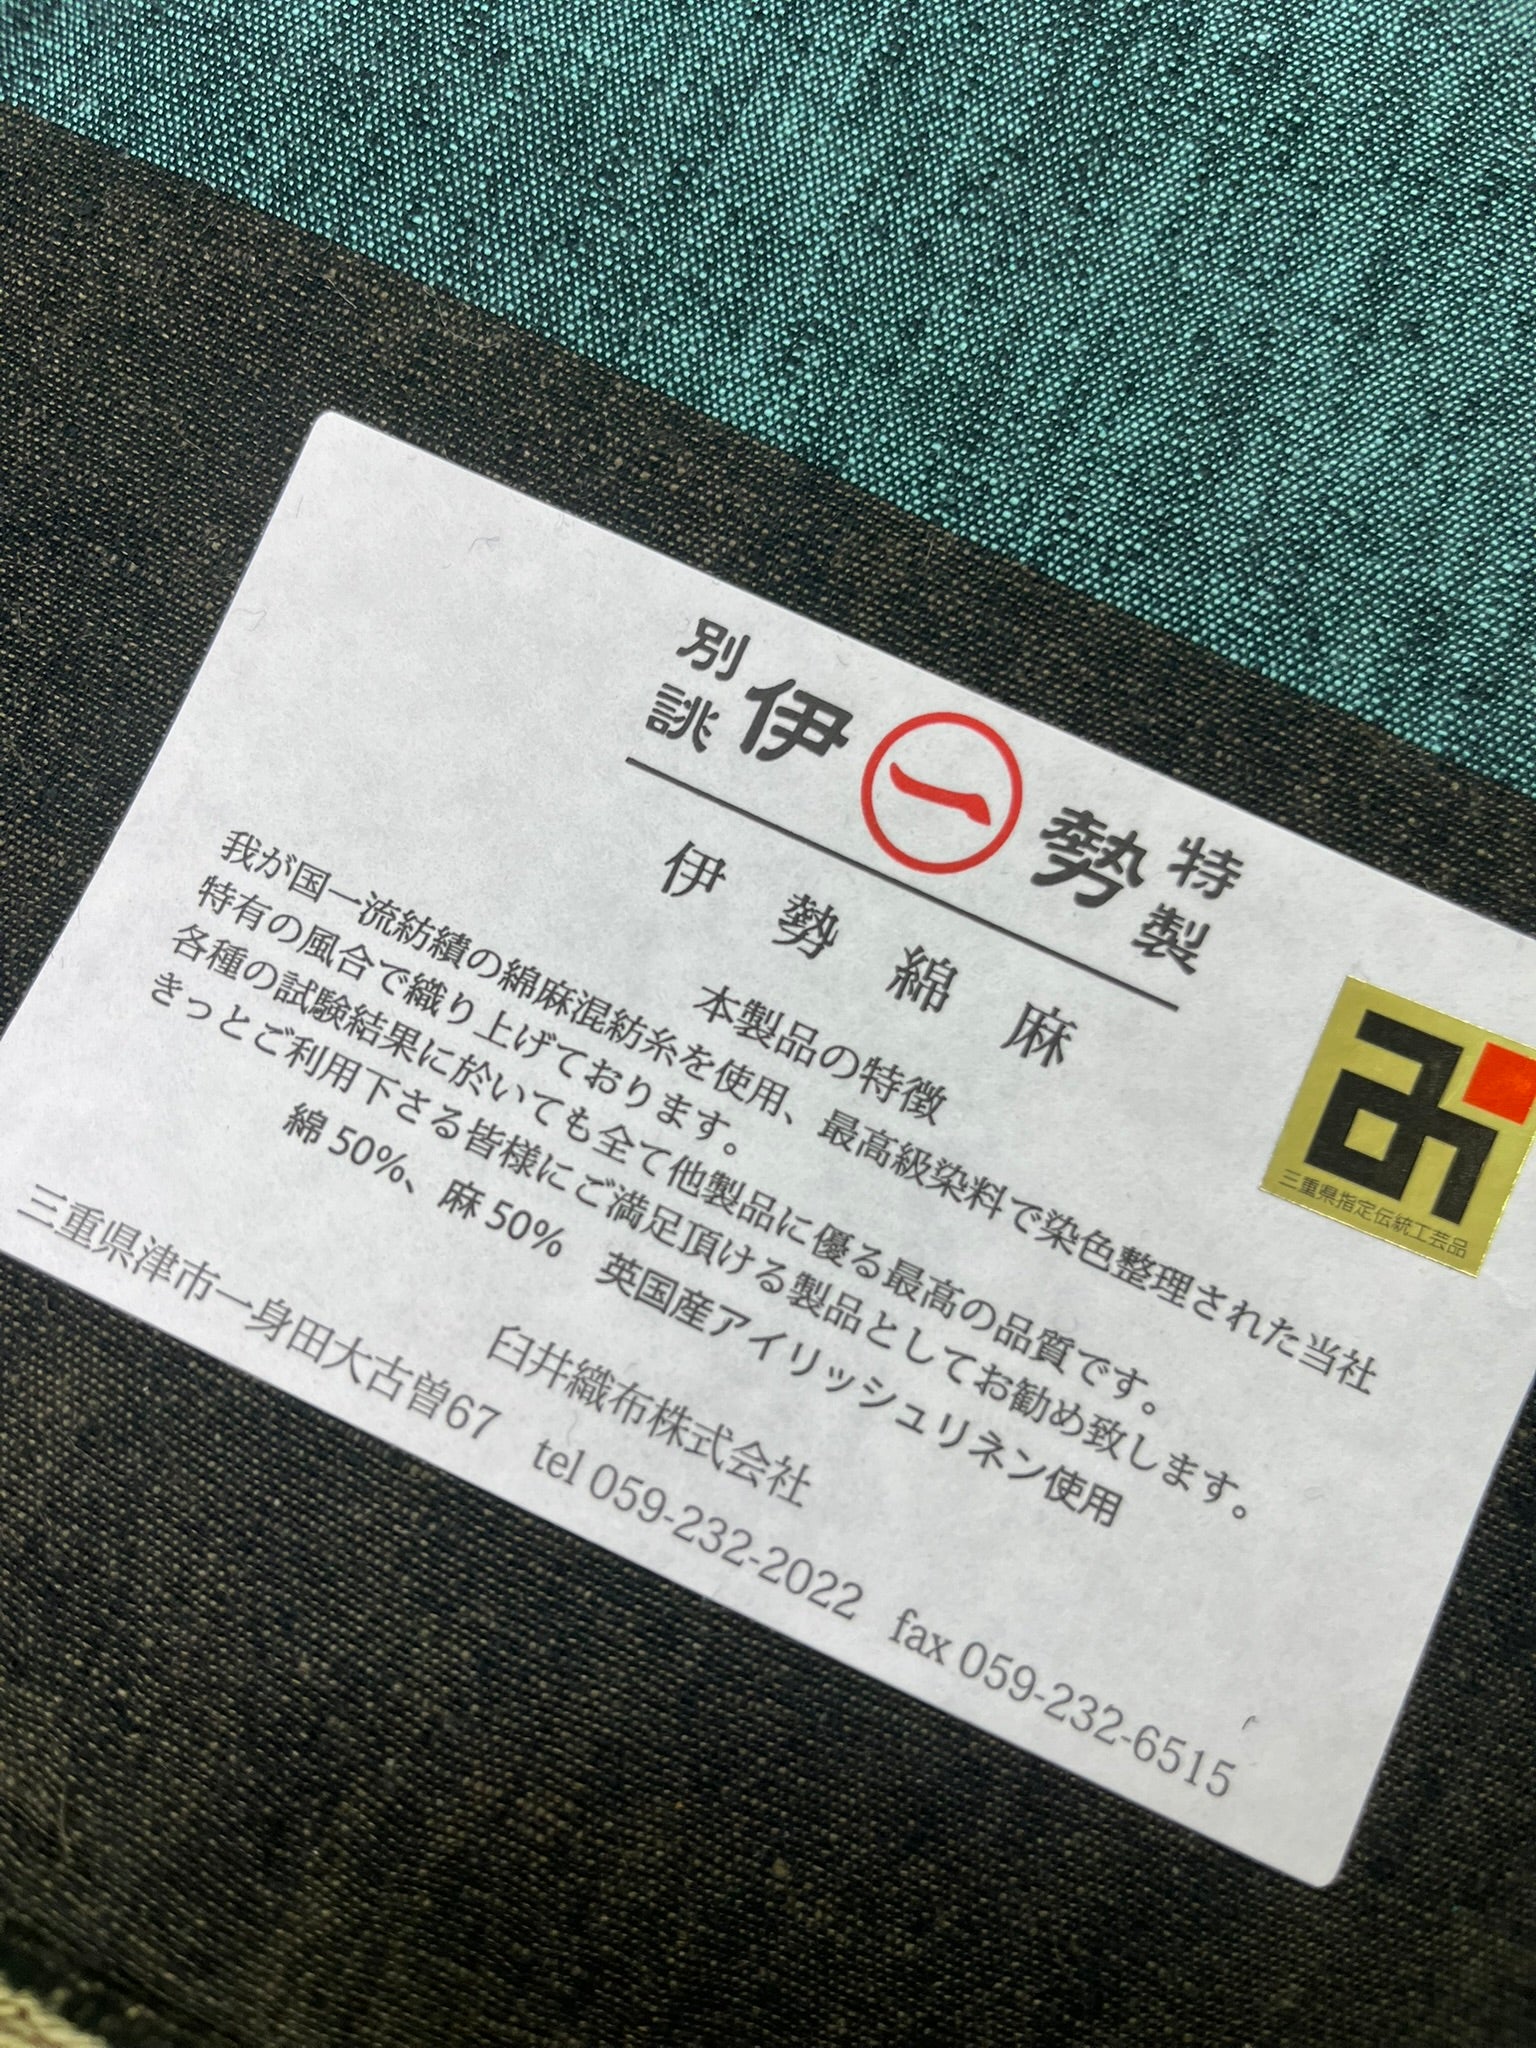 別誂 伊 一 勢 特製
伊勢綿麻
本製品の特徴
我が国一流紡績の綿麻混紡糸を使用、最高級染料で染色整理された当社
特有の風合で織り上げております。
各種の試験結果に於いても全て他製品に優る最高の品質です。
きっとご利用下さる皆様にご満足頂ける製品としてお勧め致します。
綿50%、麻50% 英国産アイリッシュリネン使用
臼井織布株式会社
三重県津市一身田大古曽67 tel 059-232-2022 fax 059-232-6515
三重県指定伝統工芸品